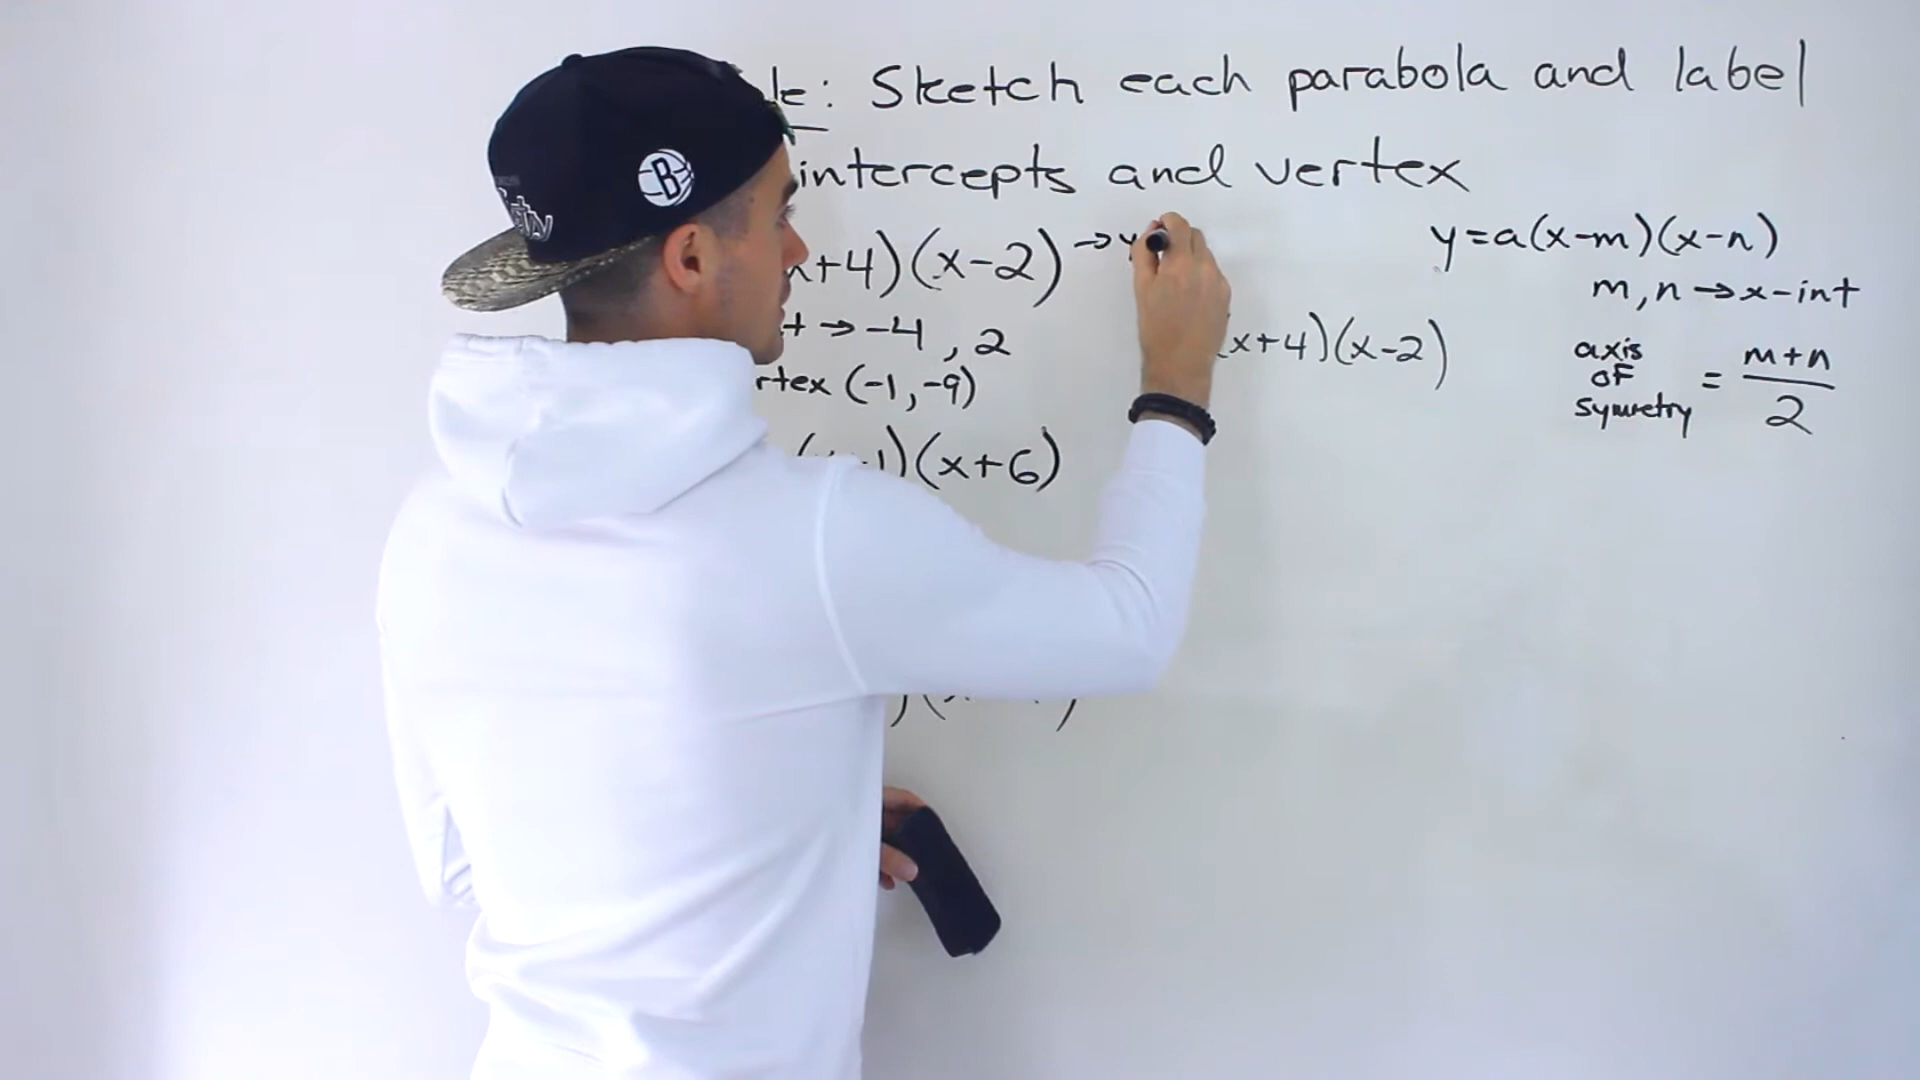 : Sketch each parabola and label
intercepts and vertex
+4)(x-2) →y
→ -4, 2
(-1, -9)
)(x+6)
(x+4)(x-2)
y=a(x-m)(x-n)
m, n → x-int
axis of symmetry = m+n/2
B